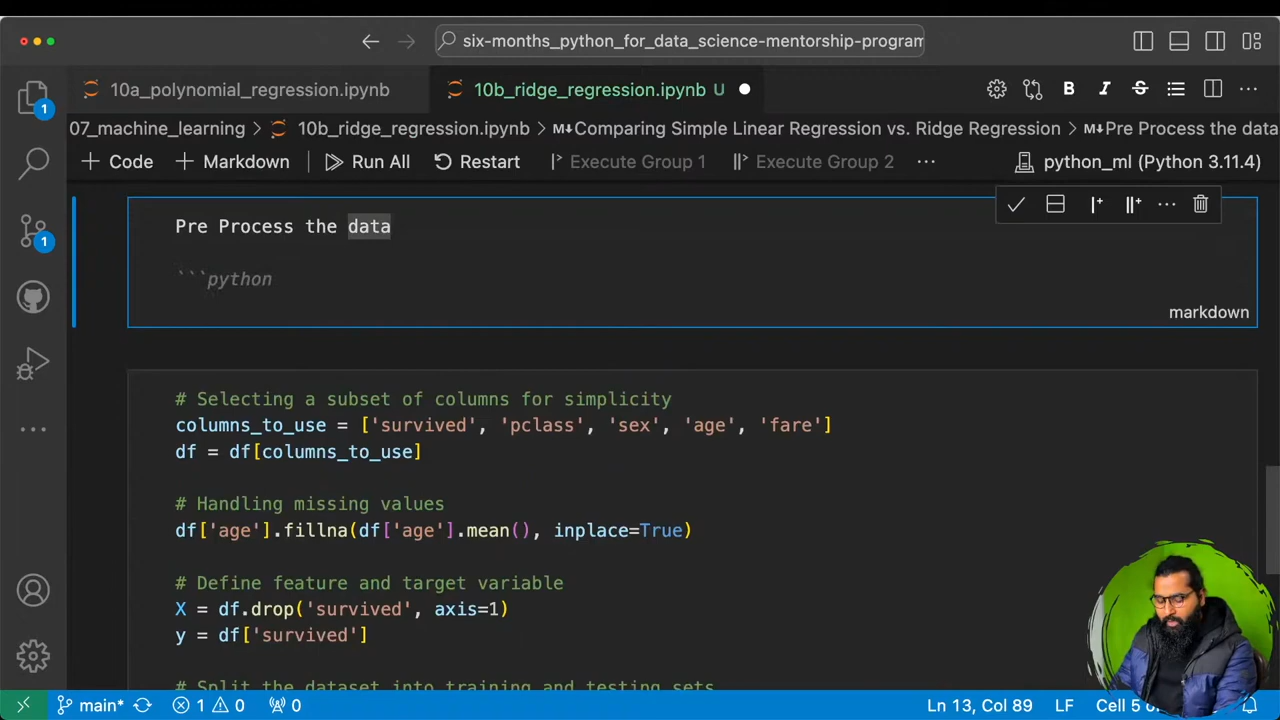 six-months_python_for_data_science-mentorship-program
10a_polynomial_regression.ipynb
10b_ridge_regression.ipynb U
07_machine_learning > 10b_ridge_regression.ipynb > M↓Comparing Simple Linear Regression vs. Ridge Regression > M↓Pre Process the data
+ Code + Markdown Run All Restart Execute Group 1 Execute Group 2 ... python_ml (Python 3.11.4)
Pre Process the data
```python
markdown
# Selecting a subset of columns for simplicity
columns_to_use = ['survived', 'pclass', 'sex', 'age', 'fare']
df = df[columns_to_use]
# Handling missing values
df['age'].fillna(df['age'].mean(), inplace=True)
# Define feature and target variable
X = df.drop('survived', axis=1)
y = df['survived']
# Split the dataset into training and testing sets
1
1
main* 1 0 0 Ln 13, Col 89 LF Cell 5 o